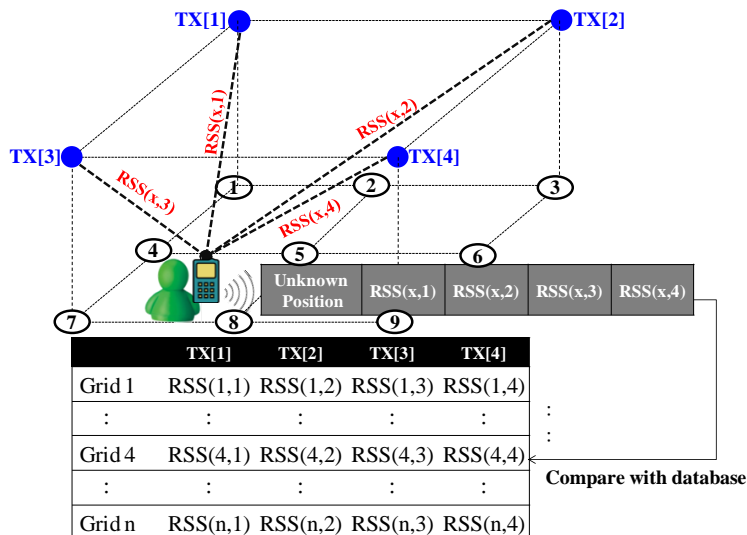 TX[1]
TX[2]
RSS(x,1)
RSS(x,2)
TX[3]
TX[4]
RSS(x,3)
RSS(x,4)
1
2
3
4
5
6
Unknown Position
RSS(x,1)
RSS(x,2)
RSS(x,3)
RSS(x,4)
7
8
9
TX[1] TX[2] TX[3] TX[4]
Grid 1 RSS(1,1) RSS(1,2) RSS(1,3) RSS(1,4)
: : : : :
:
:
Grid 4 RSS(4,1) RSS(4,2) RSS(4,3) RSS(4,4)
Compare with database
: : : : :
Grid n RSS(n,1) RSS(n,2) RSS(n,3) RSS(n,4)